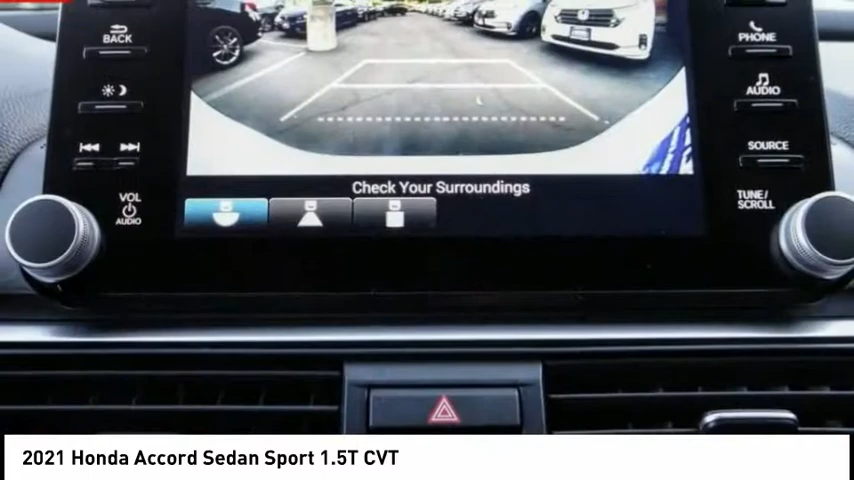 BACK
PHONE
AUDIO
SOURCE
VOL
AUDIO
TUNE/
SCROLL
Check Your Surroundings
2021 Honda Accord Sedan Sport 1.5T CVT